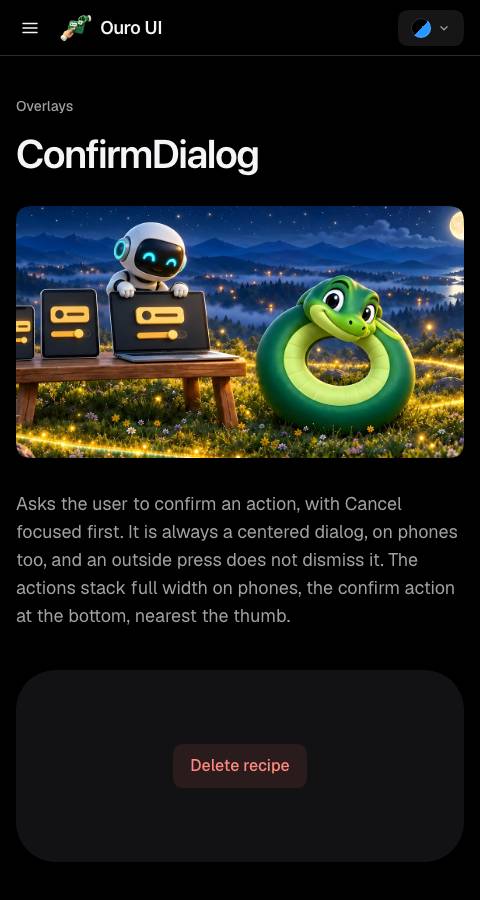 Ouro UI
Overlays
ConfirmDialog
Asks the user to confirm an action, with Cancel
focused first. It is always a centered dialog, on phones
too, and an outside press does not dismiss it. The
actions stack full width on phones, the confirm action
at the bottom, nearest the thumb.
Delete recipe